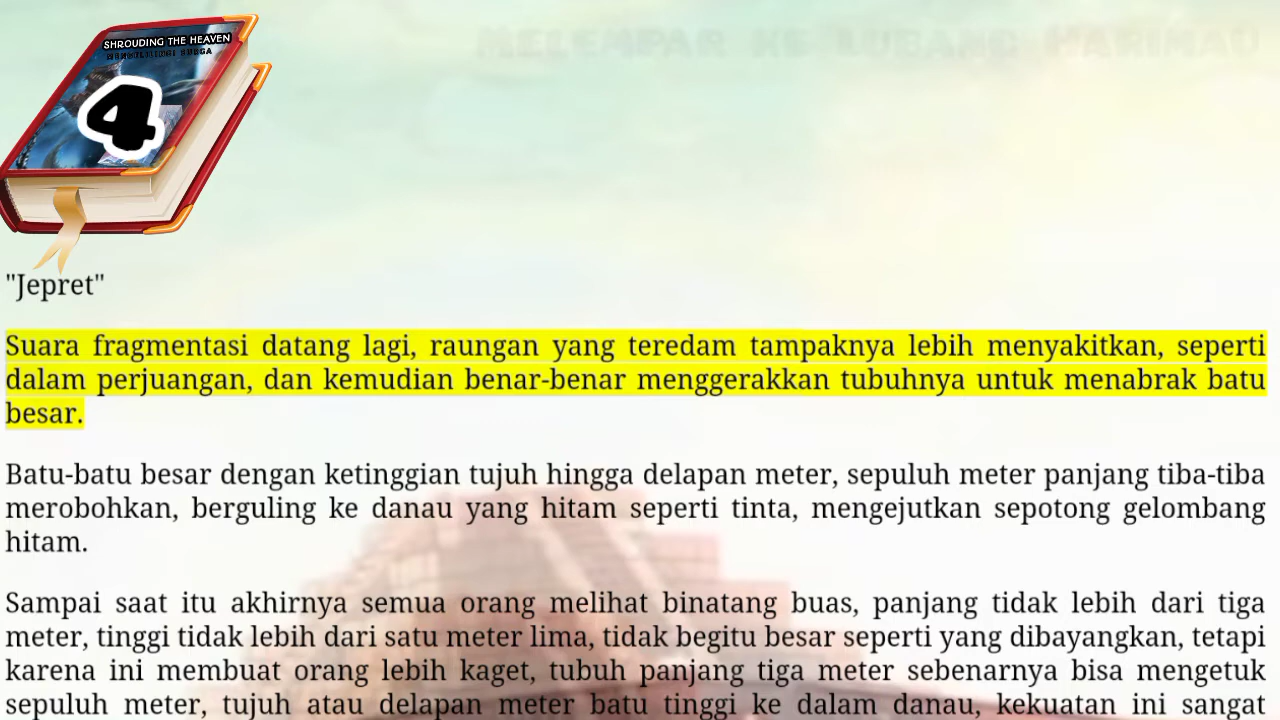 SHROUDING THE HEAVEN
4
"Jepret"
Suara fragmentasi datang lagi, raungan yang teredam tampaknya lebih menyakitkan, seperti
dalam perjuangan, dan kemudian benar-benar menggerakkan tubuhnya untuk menabrak batu
besar.
Batu-batu besar dengan ketinggian tujuh hingga delapan meter, sepuluh meter panjang tiba-tiba
merobohkan, berguling ke danau yang hitam seperti tinta, mengejutkan sepotong gelombang
hitam.
Sampai saat itu akhirnya semua orang melihat binatang buas, panjang tidak lebih dari tiga
meter, tinggi tidak lebih dari satu meter lima, tidak begitu besar seperti yang dibayangkan, tetapi
karena ini membuat orang lebih kaget, tubuh panjang tiga meter sebenarnya bisa mengetuk
sepuluh meter, tujuh atau delapan meter batu tinggi ke dalam danau, kekuatan ini sangat